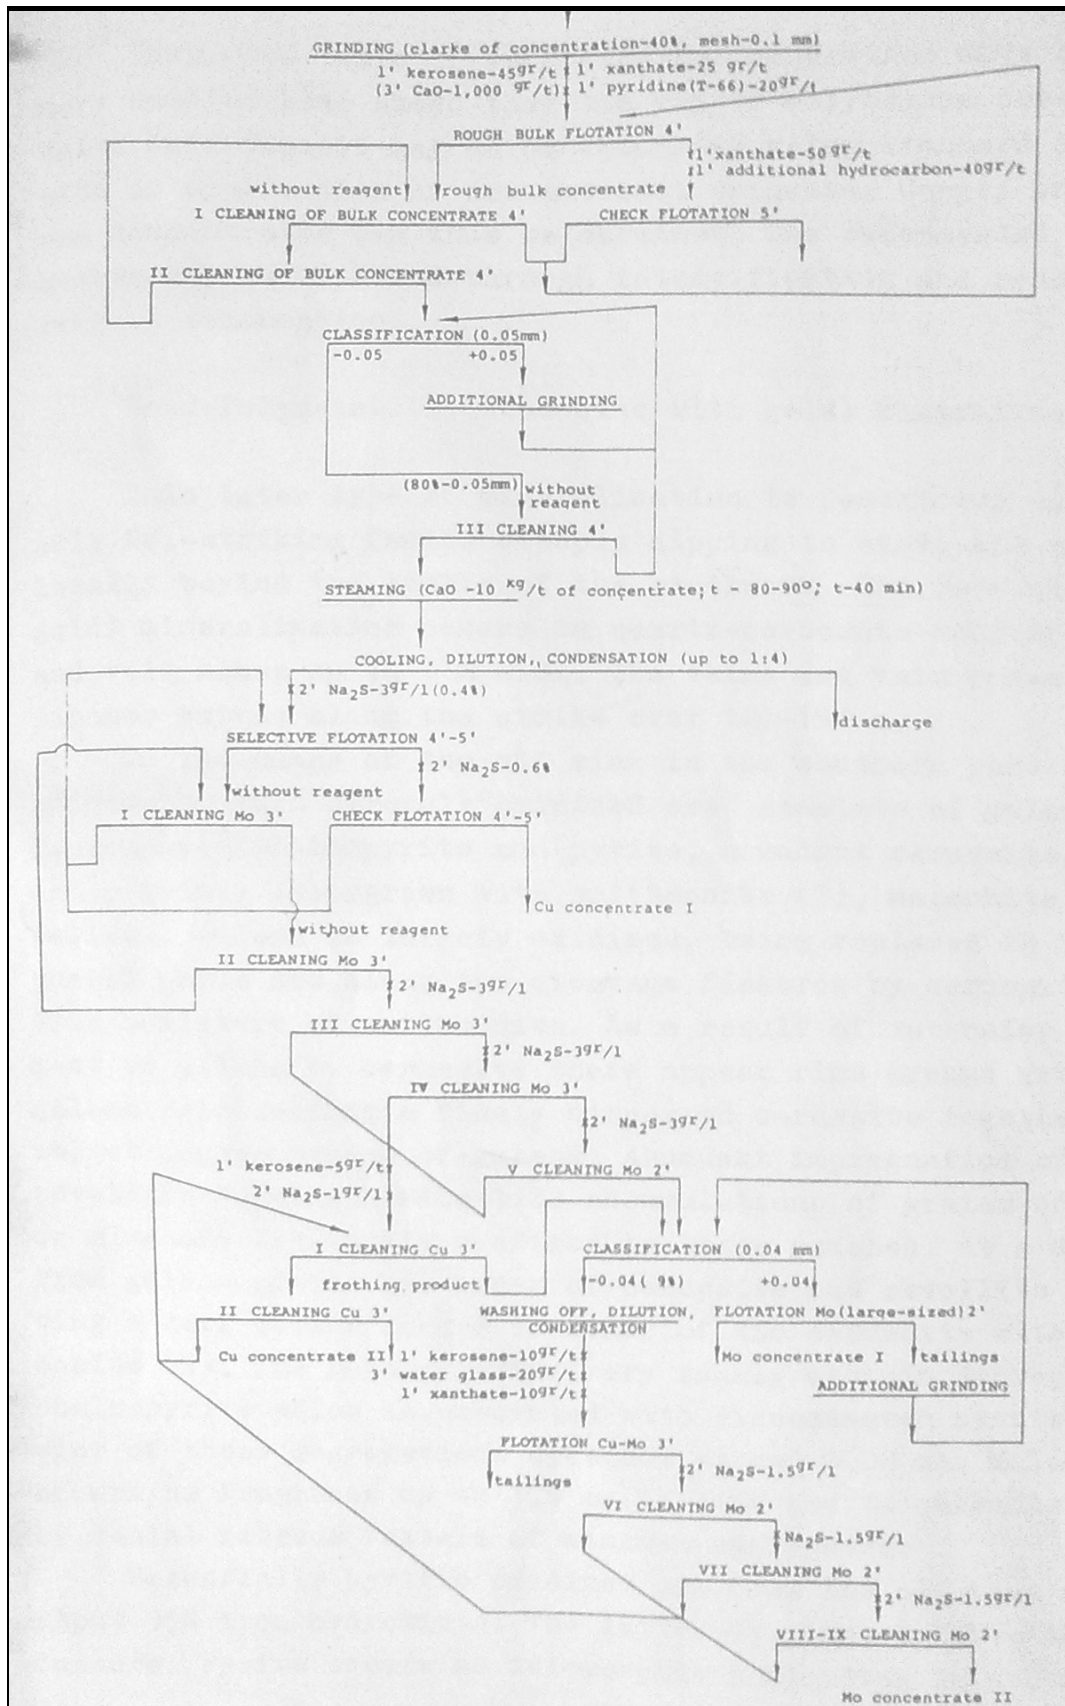 GRINDING (clarke of concentration-40%, mesh-0.1 mm)
1' kerosene-45gr/t 1' xanthate-25 gr/t
(3' CaO-1,000 gr/t) 1' pyridine(T-66)-20gr/t
ROUGH BULK FLOTATION 4'
1'xanthate-50gr/t
1' additional hydrocarbon-40gr/t
without reagent rough bulk concentrate
I CLEANING OF BULK CONCENTRATE 4' CHECK FLOTATION 5'
II CLEANING OF BULK CONCENTRATE 4'
CLASSIFICATION (0.05mm)
-0.05 +0.05
ADDITIONAL GRINDING
(80%-0.05mm) without
reagent
III CLEANING 4'
STEAMING (CaO -10 kg/t of concentrate; t - 80-90°; t-40 min)
COOLING, DILUTION, CONDENSATION (up to 1:4)
2' Na2S-3gr/l(0.4%)
discharge
SELECTIVE FLOTATION 4'-5'
2' Na2S-0.6%
without reagent
I CLEANING Mo 3' CHECK FLOTATION 4'-5'
Cu concentrate I
without reagent
II CLEANING Mo 3'
2' Na2S-3gr/l
III CLEANING Mo 3'
2' Na2S-3gr/l
IV CLEANING Mo 3'
2' Na2S-3gr/l
1' kerosene-5gr/t V CLEANING Mo 2'
2' Na2S-1gr/l
I CLEANING Cu 3' CLASSIFICATION (0.04 mm)
frothing product -0.04( 9%) +0.04
II CLEANING Cu 3' WASHING OFF, DILUTION, FLOTATION Mo(large-sized)2'
CONDENSATION
Cu concentrate II 1' kerosene-10gr/t Mo concentrate I tailings
3' water glass-20gr/t
1' xanthate-10gr/t ADDITIONAL GRINDING
FLOTATION Cu-Mo 3'
tailings 2' Na2S-1.5gr/l
VI CLEANING Mo 2'
Na2S-1.5gr/l
VII CLEANING Mo 2'
2' Na2S-1.5gr/l
VIII-IX CLEANING Mo 2'
Mo concentrate II